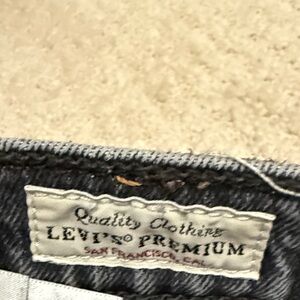 Quality Clothing
LEVI'S® PREMIUM
SAN FRANCISCO, CAL